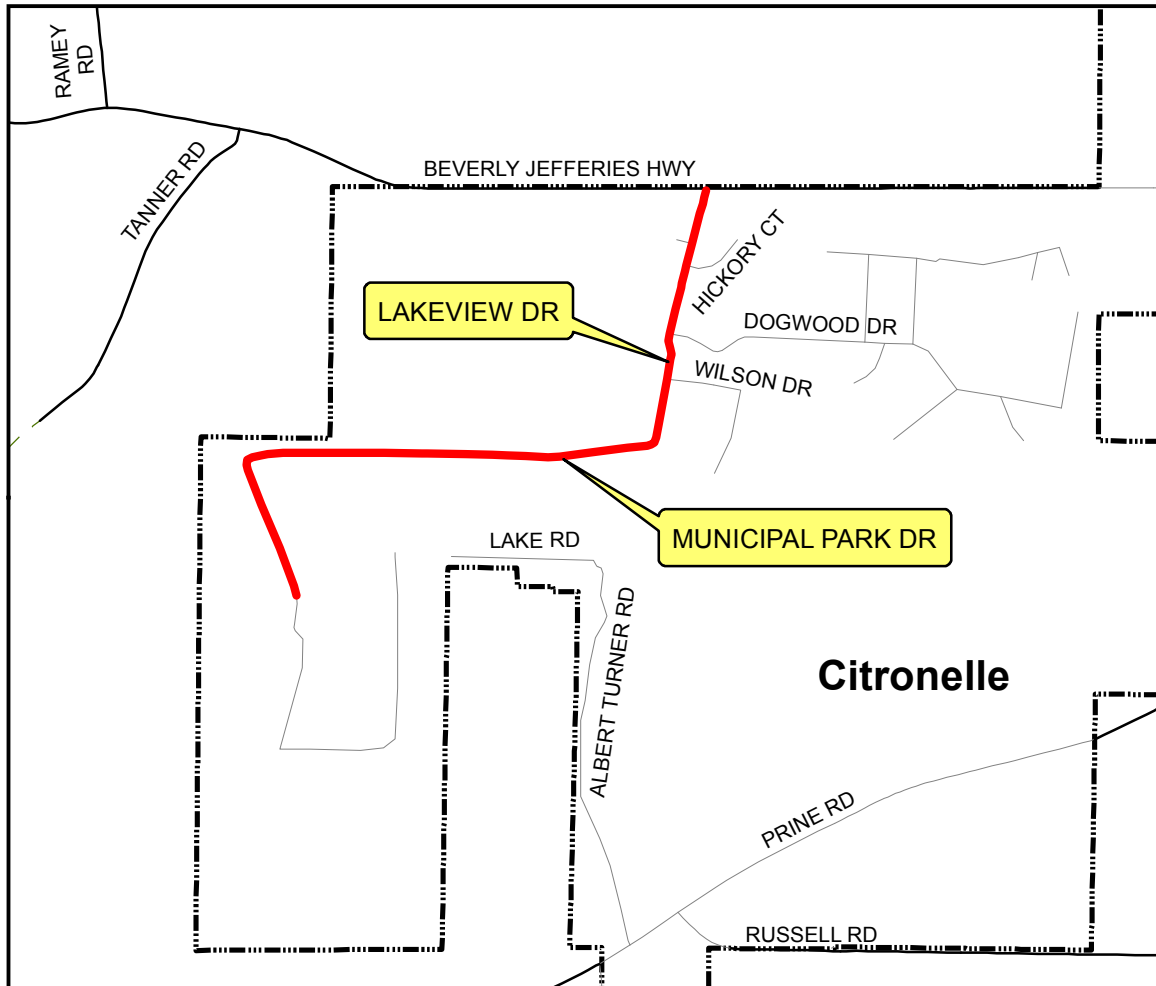 RAMEY
RD
TANNER RD
BEVERLY JEFFERIES HWY
HICKORY CT
LAKEVIEW DR
DOGWOOD DR
WILSON DR
MUNICIPAL PARK DR
LAKE RD
ALBERT TURNER RD
Citronelle
PRINE RD
RUSSELL RD